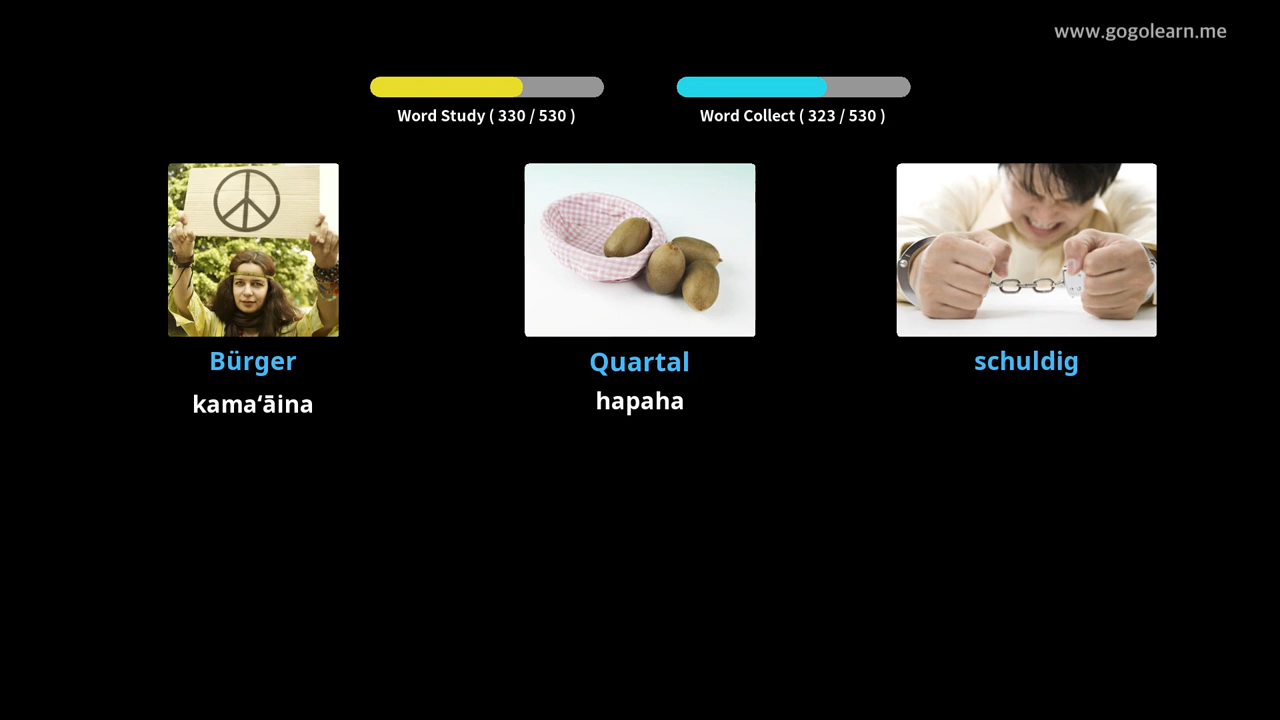 www.gogolearn.me
Word Study ( 330 / 530 )
Word Collect ( 323 / 530 )
Bürger
Quartal
schuldig
kamaʻāina
hapaha